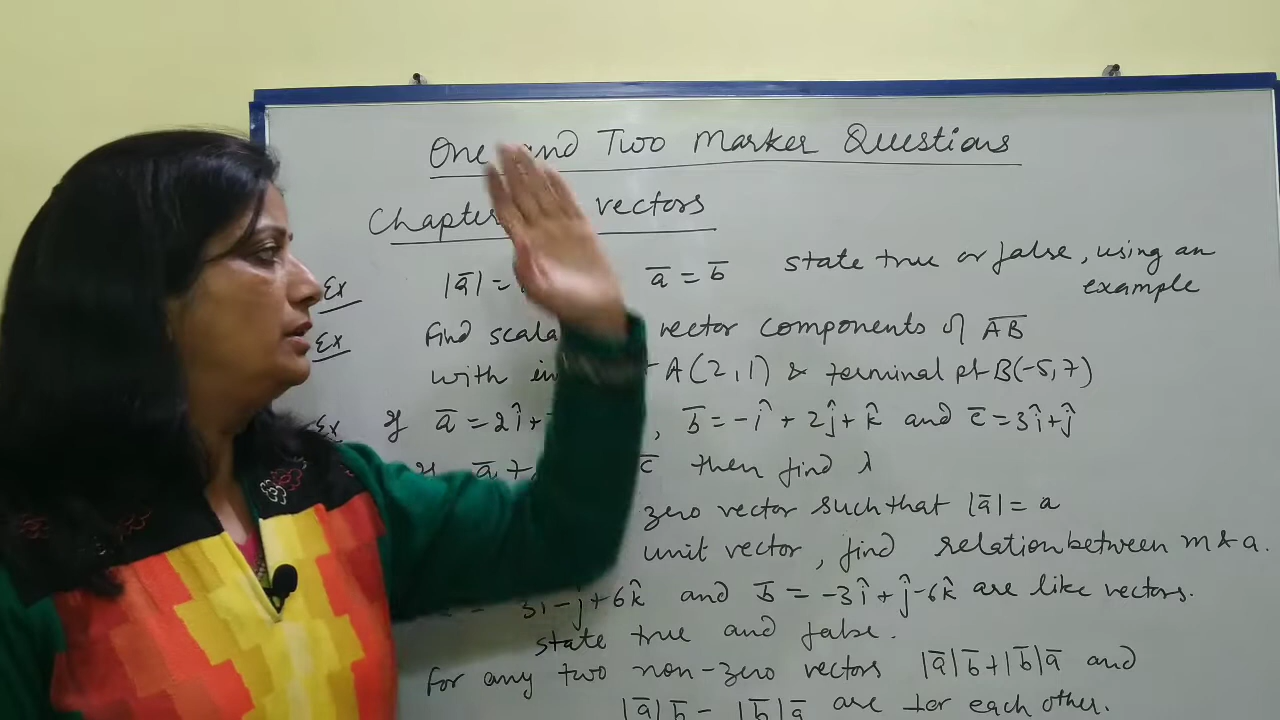 One and Two Marker Questions
Chapter vectors
Ex |a̅| = a̅ = b̅ state true or false, using an
example
Ex Find vector components of A̅B̅
with A(2,1) & terminal pt B(-5,7)
Ex If a̅ = 2î+ , b̅ = -î + 2ĵ + k̂ and c̅ = 3î+ĵ
a̅+ c̅ then find λ
zero vector such that |a̅| = a
unit vector, find relation between m & a.
3î-ĵ+6k̂ and b̅ = -3î+ĵ-6k̂ are like vectors.
state true and false.
For any two non-zero vectors |a̅|b̅+|b̅|a̅ and
|a̅|b̅ - |b̅|a̅ are ⊥r for each other.